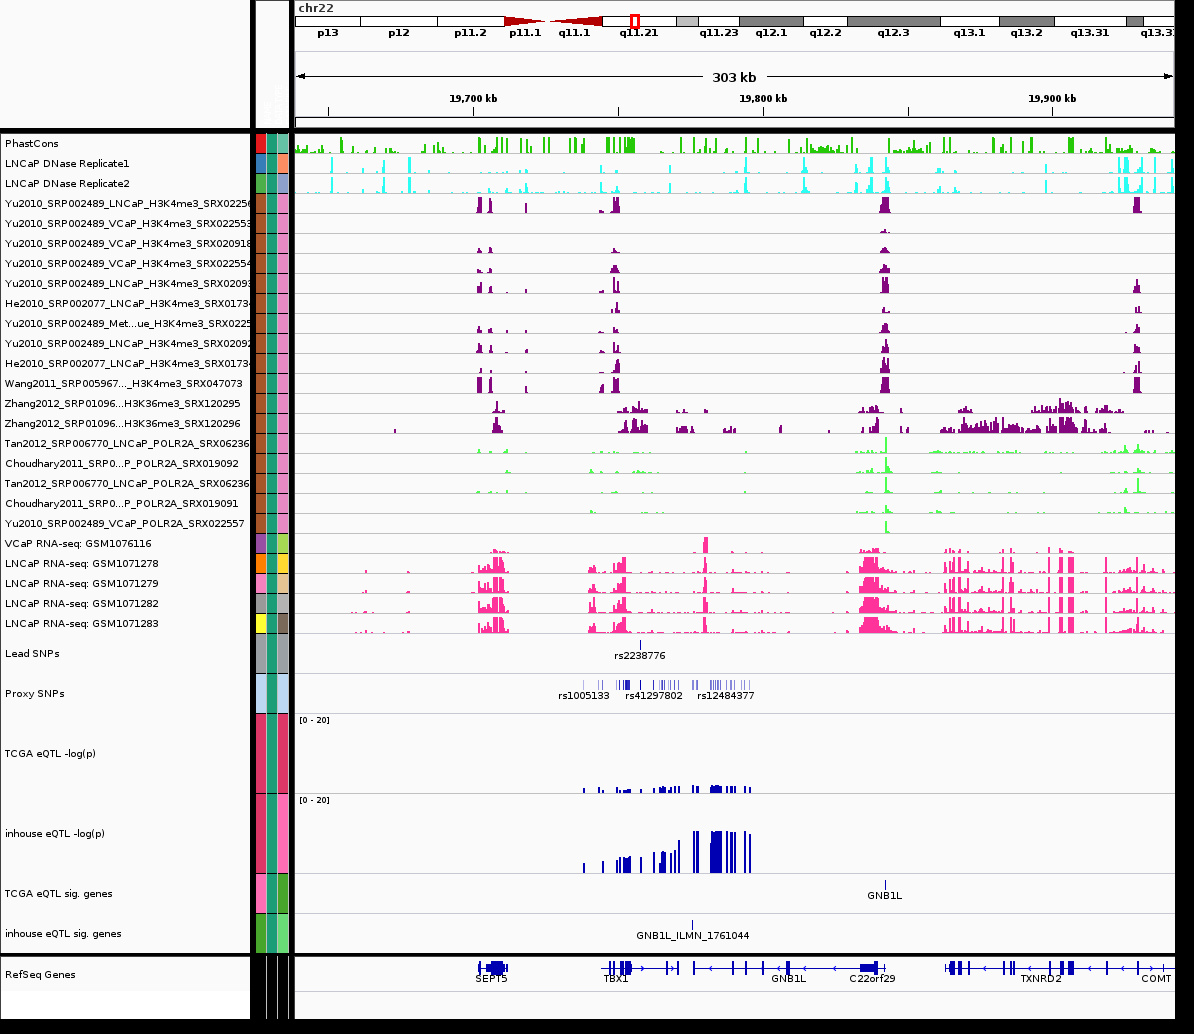 chr22
p13 p12 p11.2 p11.1 q11.1 q11.21 q11.23 q12.1 q12.2 q12.3 q13.1 q13.2 q13.31 q13.3
303 kb
19,700 kb 19,800 kb 19,900 kb
PhastCons
LNCaP DNase Replicate1
LNCaP DNase Replicate2
Yu2010_SRP002489_LNCaP_H3K4me3_SRX02256
Yu2010_SRP002489_VCaP_H3K4me3_SRX022553
Yu2010_SRP002489_VCaP_H3K4me3_SRX020918
Yu2010_SRP002489_VCaP_H3K4me3_SRX022554
Yu2010_SRP002489_LNCaP_H3K4me3_SRX02093
He2010_SRP002077_LNCaP_H3K4me3_SRX0173
Yu2010_SRP002489_Met...ue_H3K4me3_SRX0225
Yu2010_SRP002489_LNCaP_H3K4me3_SRX02092
He2010_SRP002077_LNCaP_H3K4me3_SRX0173
Wang2011_SRP005967..._H3K4me3_SRX047073
Zhang2012_SRP01096...H3K36me3_SRX120295
Zhang2012_SRP01096...H3K36me3_SRX120296
Tan2012_SRP006770_LNCaP_POLR2A_SRX06236
Choudhary2011_SRP0...P_POLR2A_SRX019092
Tan2012_SRP006770_LNCaP_POLR2A_SRX06236
Choudhary2011_SRP0...P_POLR2A_SRX019091
Yu2010_SRP002489_VCaP_POLR2A_SRX022557
VCaP RNA-seq: GSM1076116
LNCaP RNA-seq: GSM1071278
LNCaP RNA-seq: GSM1071279
LNCaP RNA-seq: GSM1071282
LNCaP RNA-seq: GSM1071283
Lead SNPs
rs2238776
Proxy SNPs
rs1005133 rs41297802 rs12484377
[0 - 20]
TCGA eQTL -log(p)
[0 - 20]
inhouse eQTL -log(p)
TCGA eQTL sig. genes
GNB1L
inhouse eQTL sig. genes
GNB1L_ILMN_1761044
RefSeq Genes
SEPT5 TBX1 GNB1L C22orf29 TXNRD2 COMT